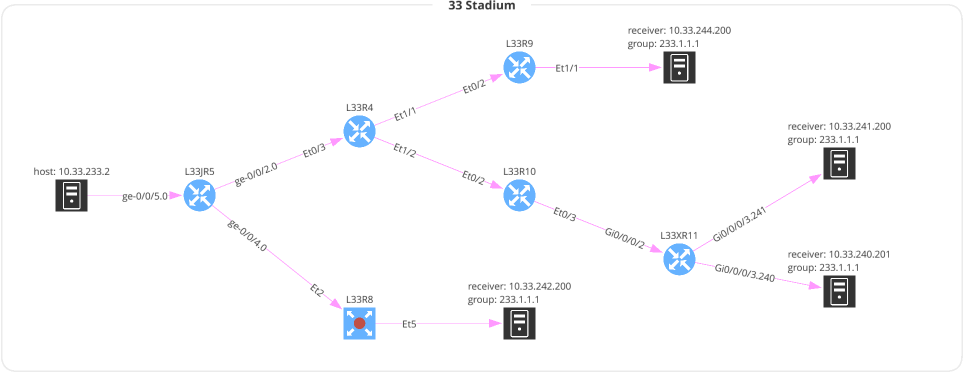 33 Stadium
receiver: 10.33.244.200
group: 233.1.1.1
L33R9
Et1/1
Et0/2
L33R4
Et1/1
receiver: 10.33.241.200
group: 233.1.1.1
Et0/3
Et1/2
host: 10.33.233.2
L33JR5
ge-0/0/2.0
L33R10
Et0/2
ge-0/0/5.0
Et0/3
Gi0/0/0/3.241
ge-0/0/4.0
Gi0/0/0/2
L33XR11
receiver: 10.33.240.201
group: 233.1.1.1
Gi0/0/0/3.240
Et2
receiver: 10.33.242.200
group: 233.1.1.1
L33R8
Et5